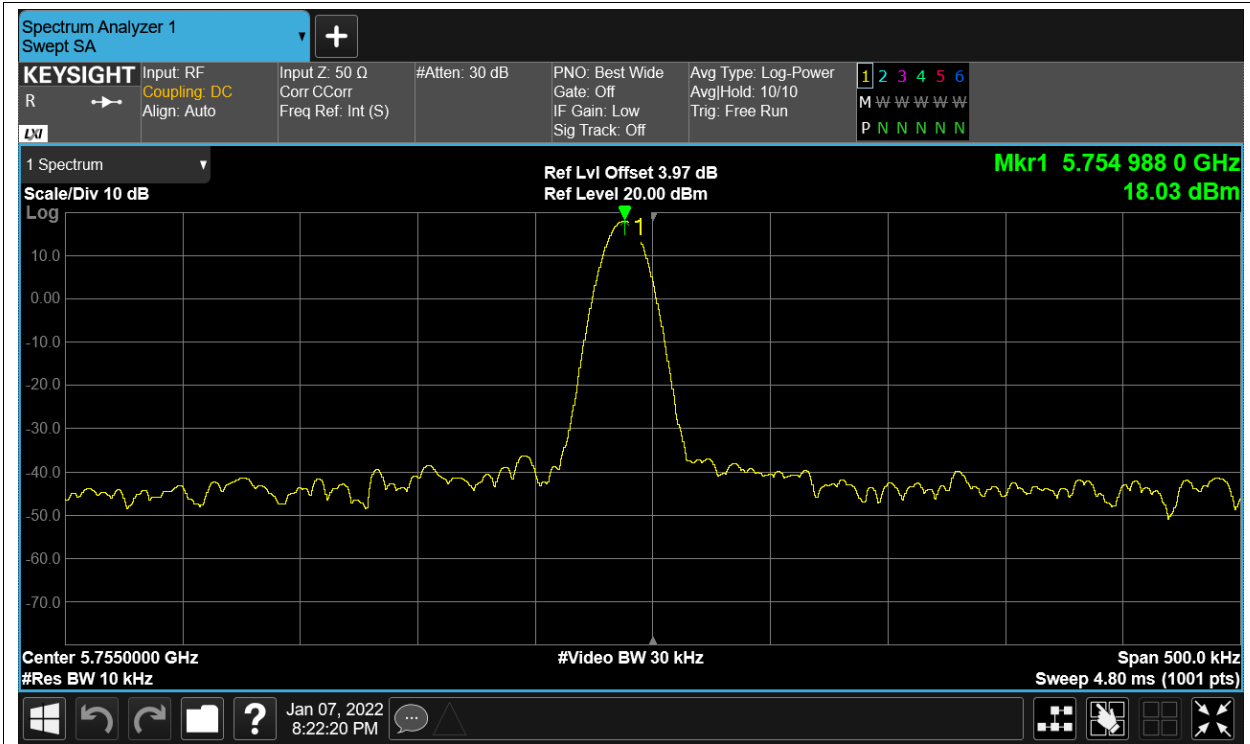 Spectrum Analyzer 1
Swept SA
KEYSIGHT
R
LXI
Input: RF
Coupling: DC
Align: Auto
Input Z: 50 Ω
Corr CCorr
Freq Ref: Int (S)
#Atten: 30 dB
PNO: Best Wide
Gate: Off
IF Gain: Low
Sig Track: Off
Avg Type: Log-Power
Avg|Hold: 10/10
Trig: Free Run
1 2 3 4 5 6
M W W W W W
P N N N N N
1 Spectrum
Scale/Div 10 dB
Ref Lvl Offset 3.97 dB
Ref Level 20.00 dBm
Mkr1 5.754 988 0 GHz
18.03 dBm
Log
1
10.0
0.00
-10.0
-20.0
-30.0
-40.0
-50.0
-60.0
-70.0
Center 5.7550000 GHz
#Res BW 10 kHz
#Video BW 30 kHz
Span 500.0 kHz
Sweep 4.80 ms (1001 pts)
?
Jan 07, 2022
8:22:20 PM